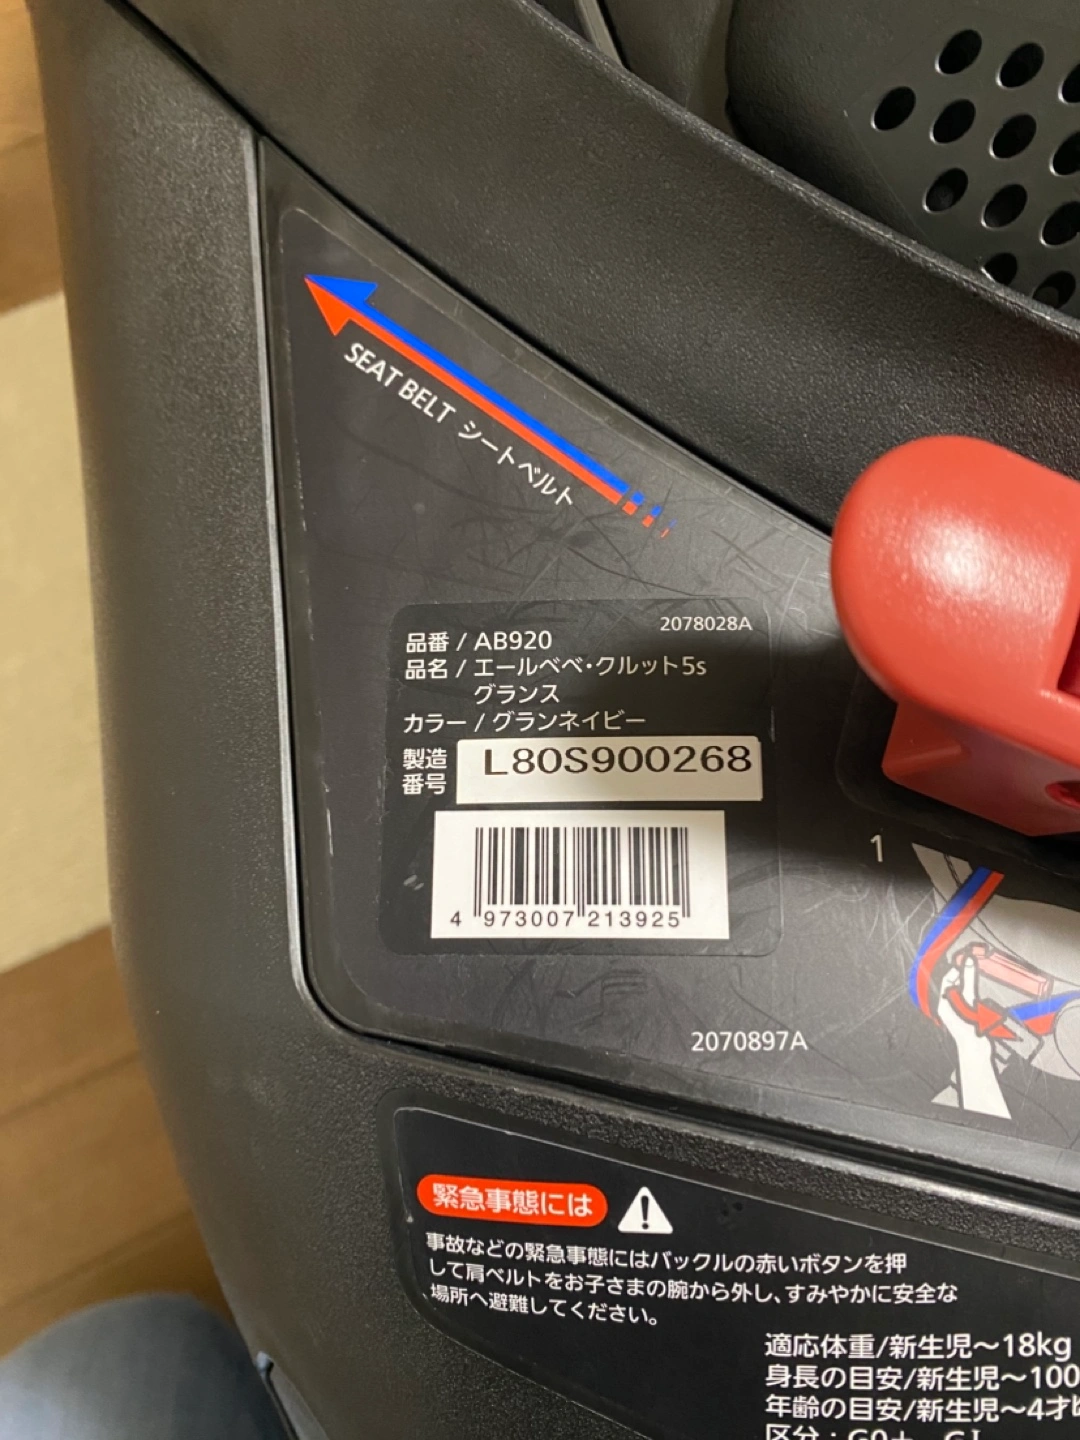 SEAT BELT シートベルト
2078028A
品番 / AB920
品名 / エールベベ・クルット5s
グランス
カラー / グランネイビー
製造
番号
L80S900268
4 973007 213925
1
2070897A
緊急事態には
事故などの緊急事態にはバックルの赤いボタンを押
して肩ベルトをお子さまの腕から外し、すみやかに安全な
場所へ避難してください。
適応体重/新生児〜18kg
身長の目安/新生児〜100
年齢の目安/新生児〜4才
区分：G0+